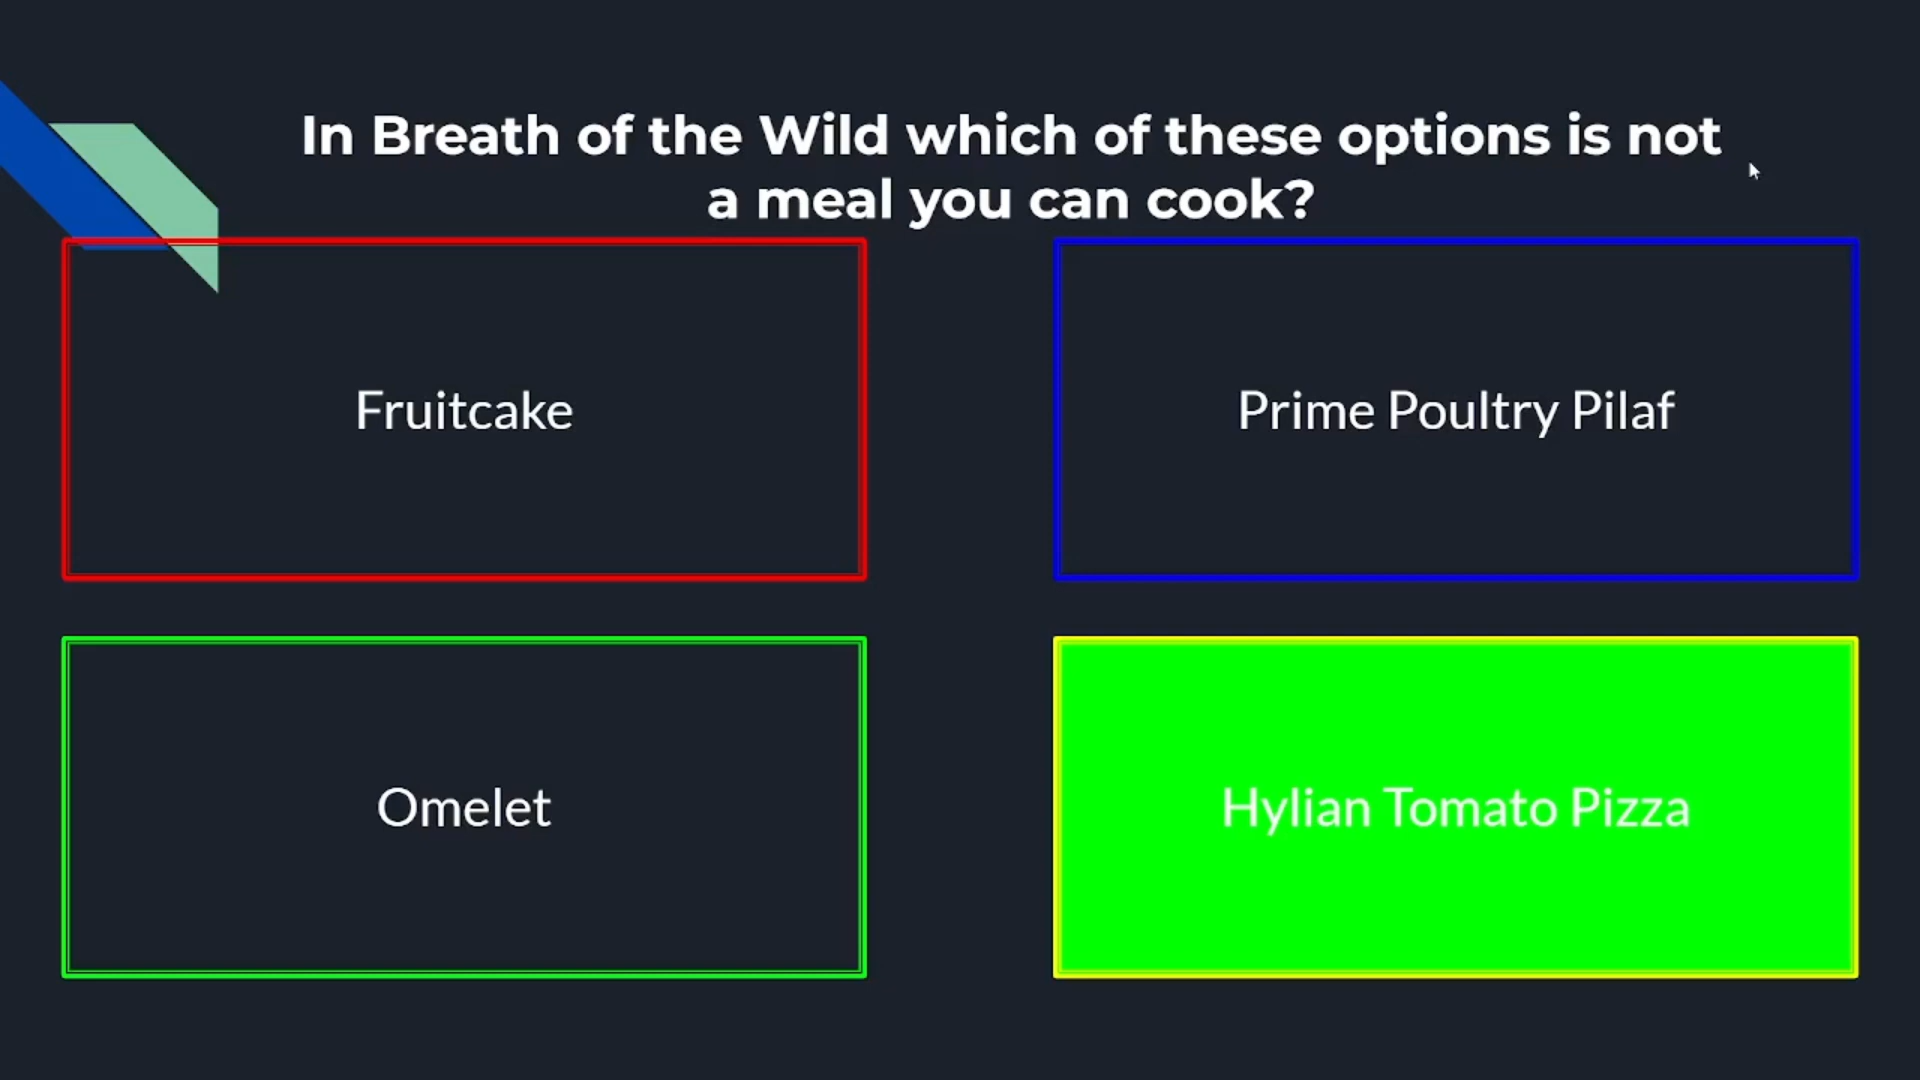 In Breath of the Wild which of these options is not
a meal you can cook?
Fruitcake
Prime Poultry Pilaf
Omelet
Hylian Tomato Pizza